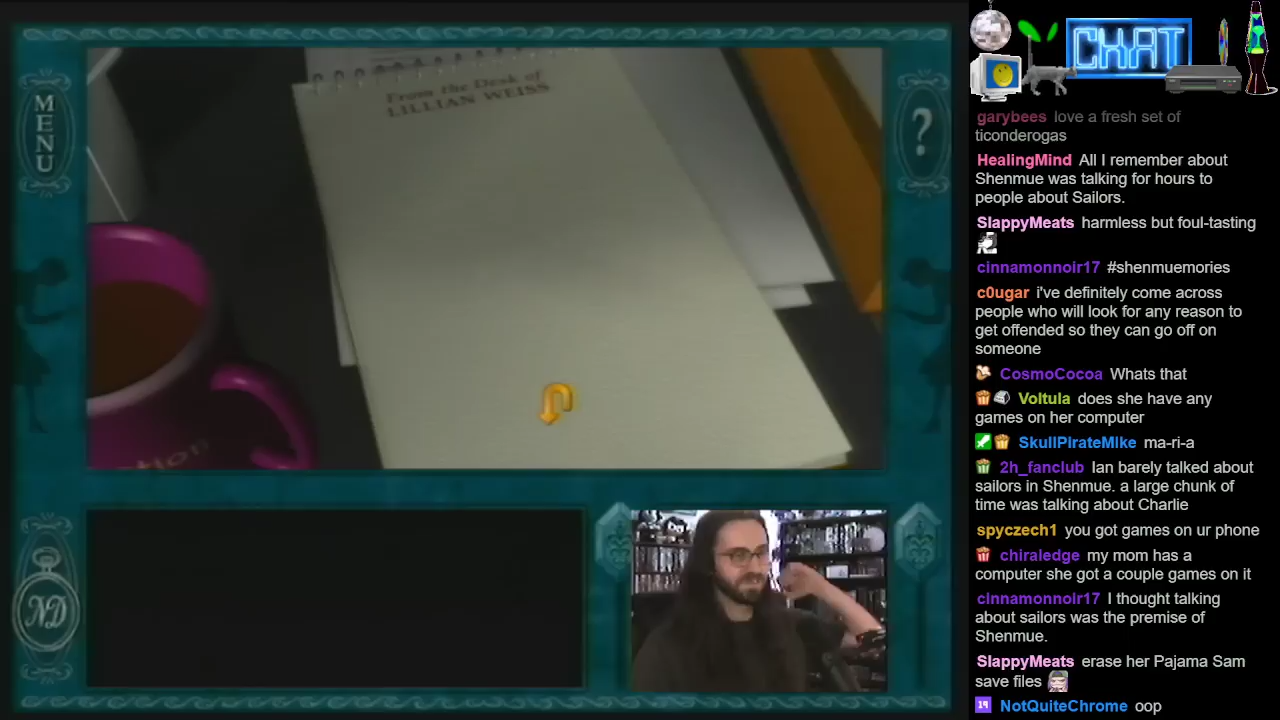 MENU
From the Desk of
LILLIAN WEISS
?
ND
CHAT
garybees love a fresh set of
ticonderogas
HealingMind All I remember about
Shenmue was talking for hours to
people about Sailors.
SlappyMeats harmless but foul-tasting
cinnamonnoir17 #shenmuemories
c0ugar i've definitely come across
people who will look for any reason to
get offended so they can go off on
someone
CosmoCocoa Whats that
Voltula does she have any
games on her computer
SkullPirateMike ma-ri-a
2h_fanclub Ian barely talked about
sailors in Shenmue. a large chunk of
time was talking about Charlie
spyczech1 you got games on ur phone
chiraledge my mom has a
computer she got a couple games on it
cinnamonnoir17 I thought talking
about sailors was the premise of
Shenmue.
SlappyMeats erase her Pajama Sam
save files
NotQuiteChrome oop